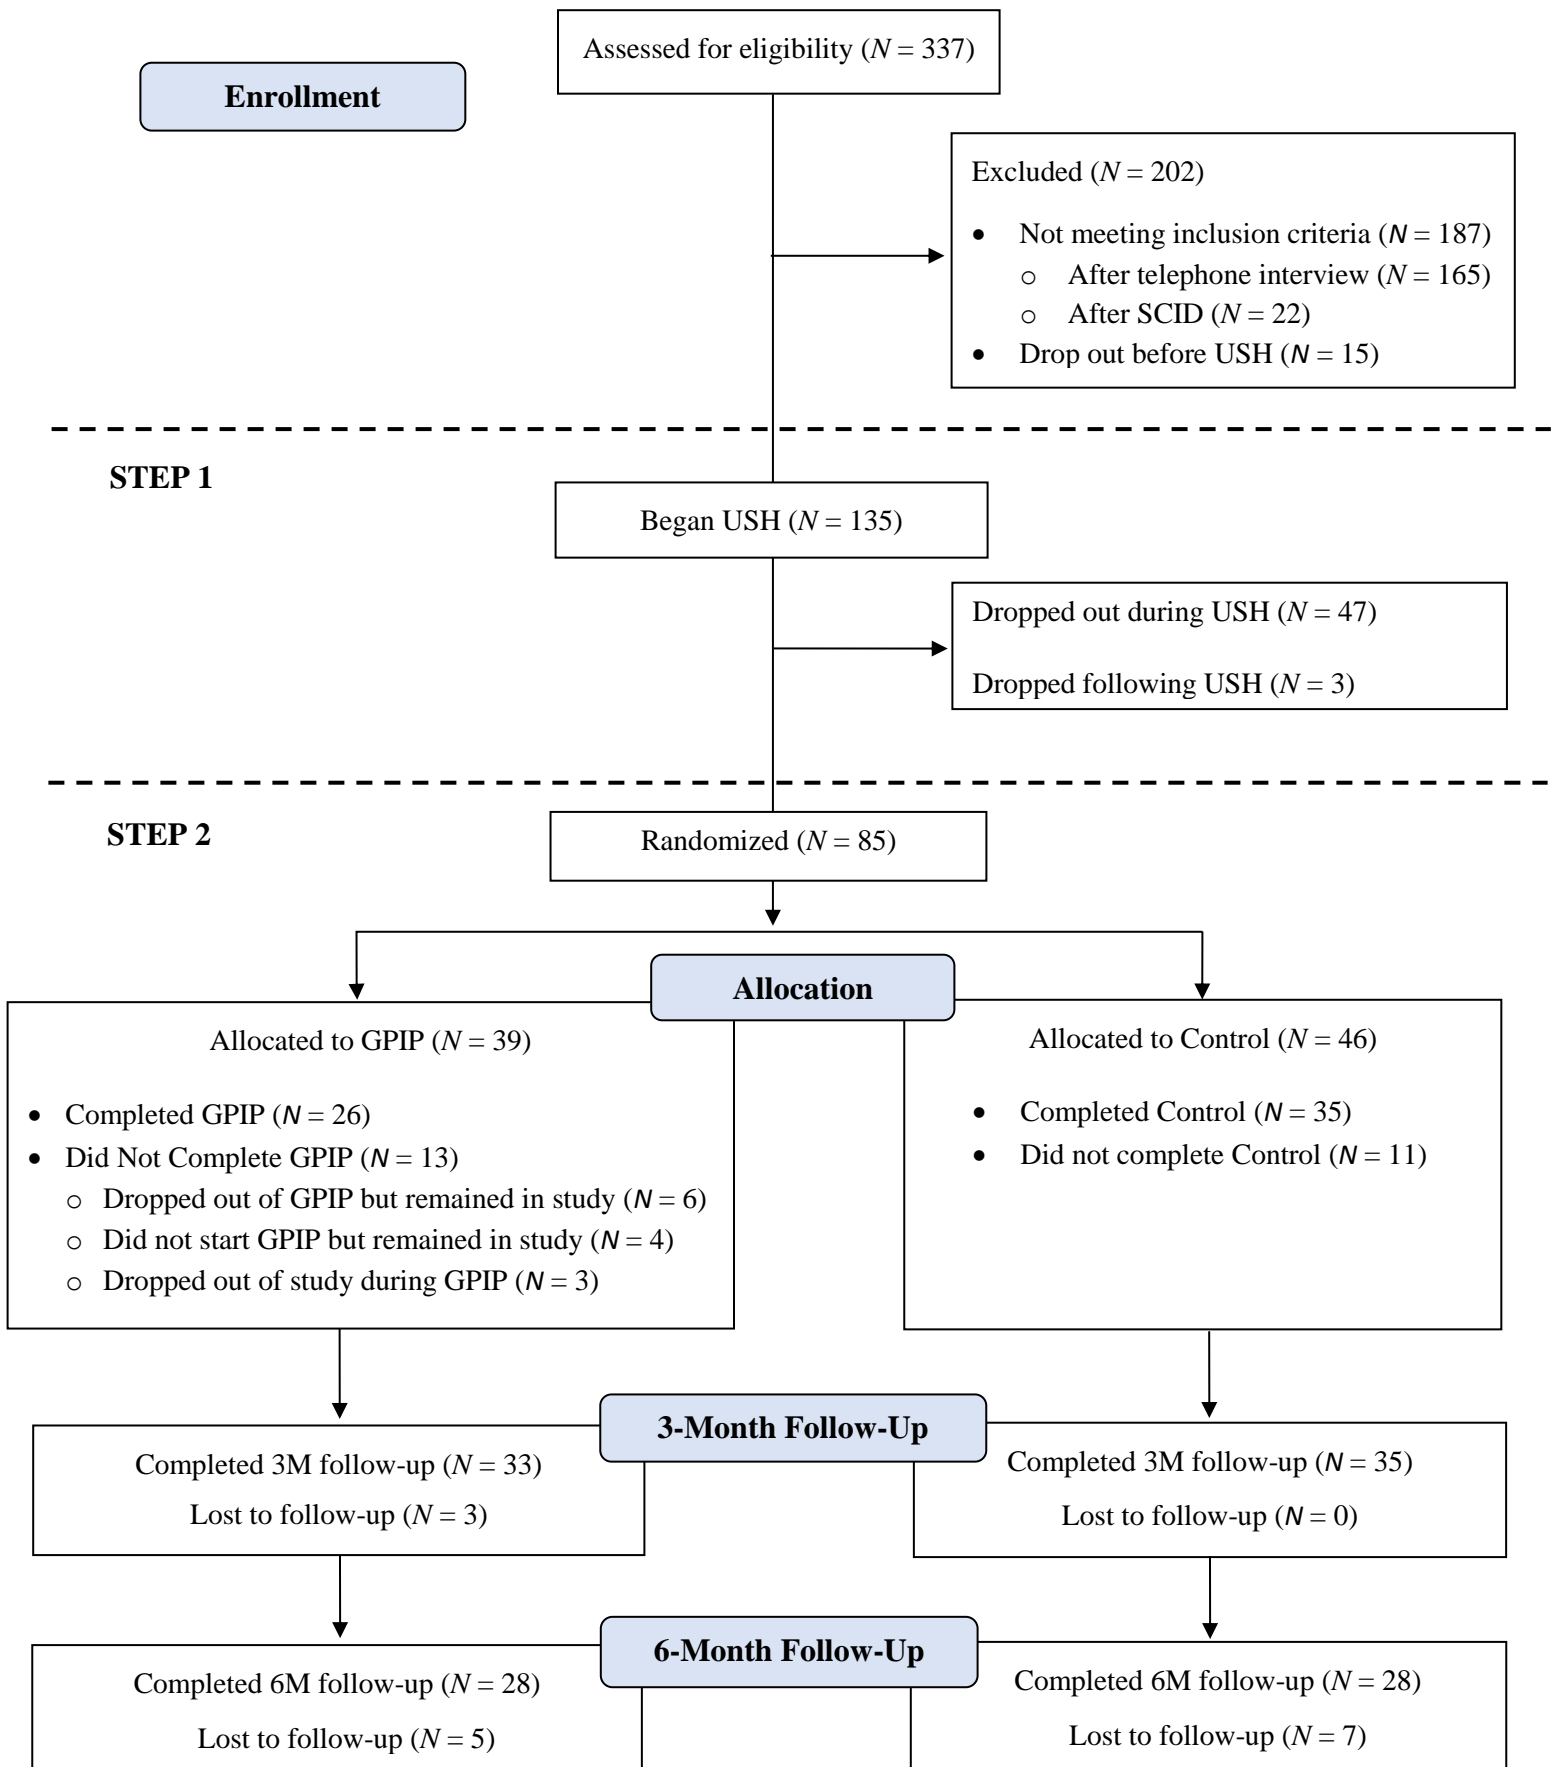 Assessed for eligibility (N = 337)
Enrollment
Excluded (N = 202)
• Not meeting inclusion criteria (N = 187)
o After telephone interview (N = 165)
o After SCID (N = 22)
• Drop out before USH (N = 15)
STEP 1
Began USH (N = 135)
Dropped out during USH (N = 47)
Dropped following USH (N = 3)
STEP 2
Randomized (N = 85)
Allocation
Allocated to GPIP (N = 39)
• Completed GPIP (N = 26)
• Did Not Complete GPIP (N = 13)
o Dropped out of GPIP but remained in study (N = 6)
o Did not start GPIP but remained in study (N = 4)
o Dropped out of study during GPIP (N = 3)
Allocated to Control (N = 46)
• Completed Control (N = 35)
• Did not complete Control (N = 11)
3-Month Follow-Up
Completed 3M follow-up (N = 33)
Lost to follow-up (N = 3)
Completed 3M follow-up (N = 35)
Lost to follow-up (N = 0)
6-Month Follow-Up
Completed 6M follow-up (N = 28)
Lost to follow-up (N = 5)
Completed 6M follow-up (N = 28)
Lost to follow-up (N = 7)